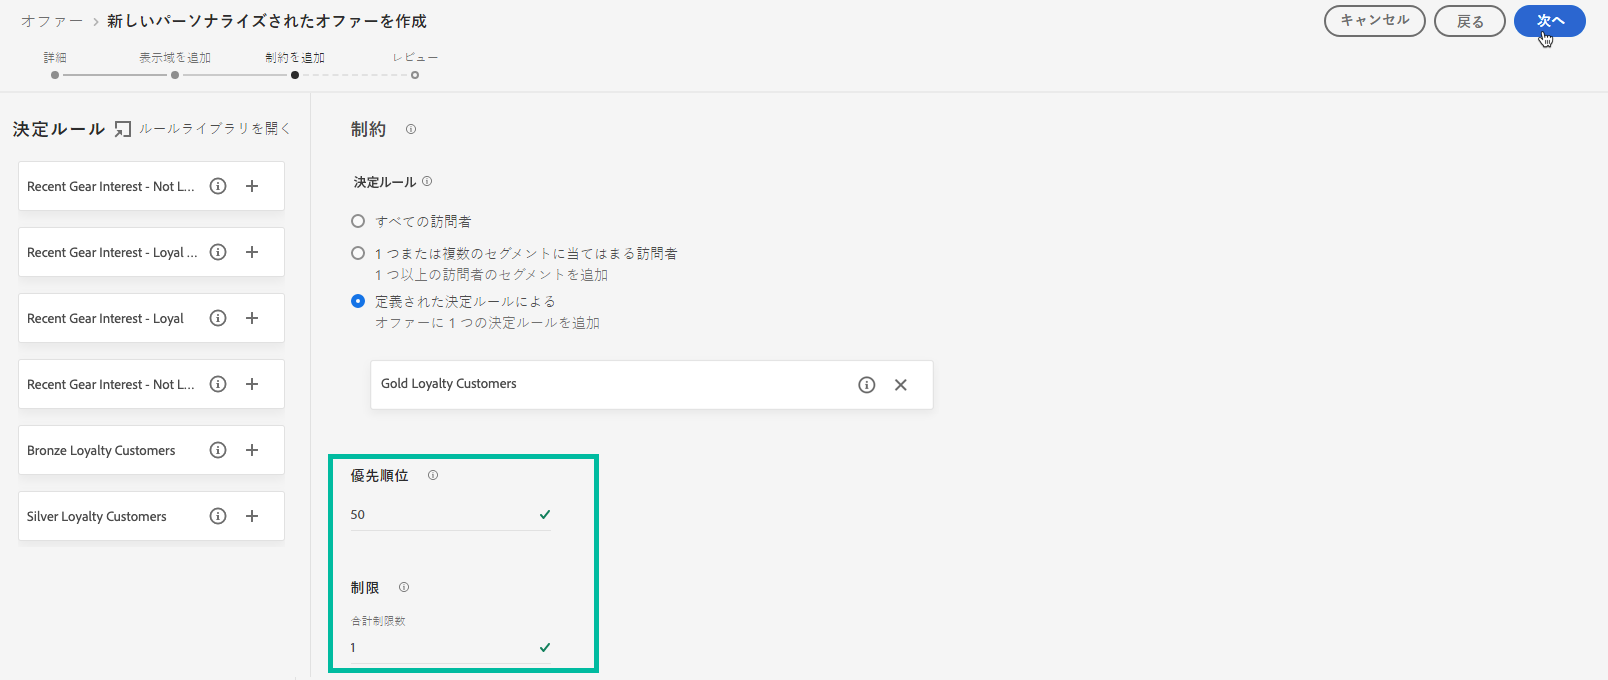 オファー > 新しいパーソナライズされたオファーを作成
キャンセル 戻る 次へ
詳細 表示域を追加 制約を追加 レビュー
決定ルール ルールライブラリを開く
Recent Gear Interest - Not L...
Recent Gear Interest - Loyal ...
Recent Gear Interest - Loyal
Recent Gear Interest - Not L...
Bronze Loyalty Customers
Silver Loyalty Customers
制約
決定ルール
すべての訪問者
1 つまたは複数のセグメントに当てはまる訪問者
1 つ以上の訪問者のセグメントを追加
定義された決定ルールによる
オファーに 1 つの決定ルールを追加
Gold Loyalty Customers
優先順位
50
制限
合計制限数
1